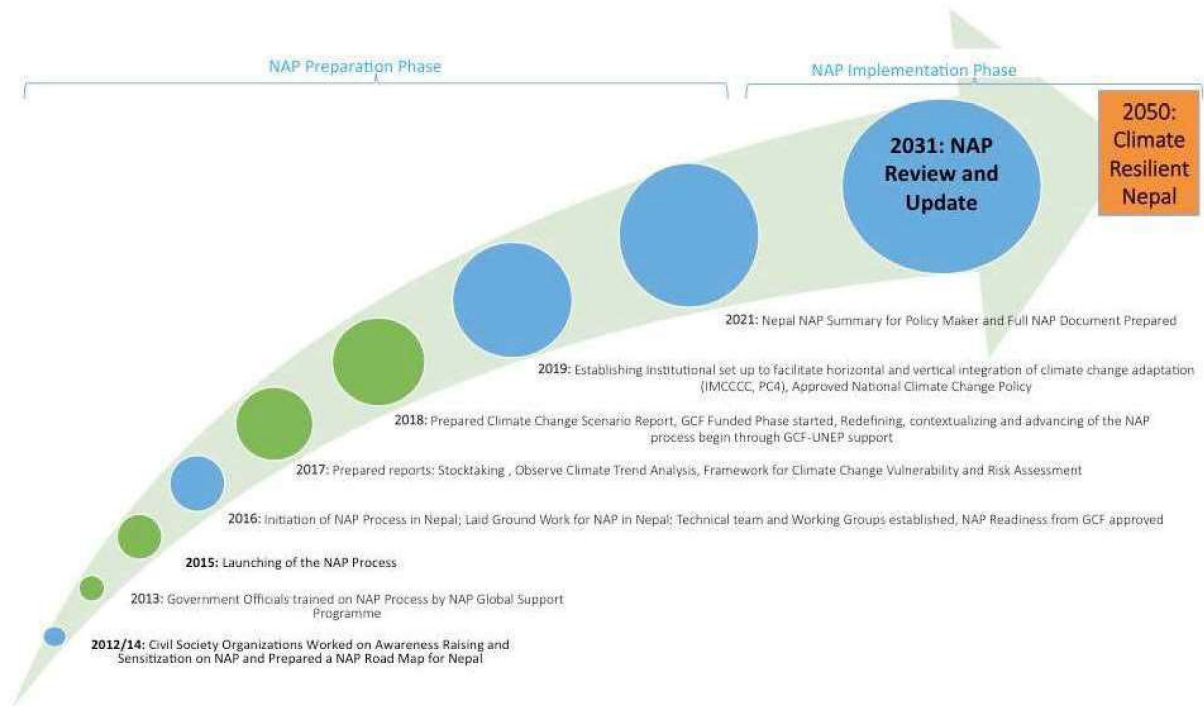 NAP Preparation Phase
NAP Implementation Phase
2050:
Climate
Resilient
Nepal
2031: NAP
Review and
Update
2021: Nepal NAP Summary for Policy Maker and Full NAP Document Prepared
2019: Establishing Institutional set up to facilitate horizontal and vertical integration of climate change adaptation
(IMCCCC, PC4), Approved National Climate Change Policy
2018: Prepared Climate Change Scenario Report, GCF Funded Phase started, Redefining, contextualizing and advancing of the NAP
process begin through GCF-UNEP support
2017: Prepared reports: Stocktaking , Observe Climate Trend Analysis, Framework for Climate Change Vulnerability and Risk Assessment
2016: Initiation of NAP Process in Nepal; Laid Ground Work for NAP in Nepal: Technical team and Working Groups established, NAP Readiness from GCF approved
2015: Launching of the NAP Process
2013: Government Officials trained on NAP Process by NAP Global Support
Programme
2012/14: Civil Society Organizations Worked on Awareness Raising and
Sensitization on NAP and Prepared a NAP Road Map for Nepal